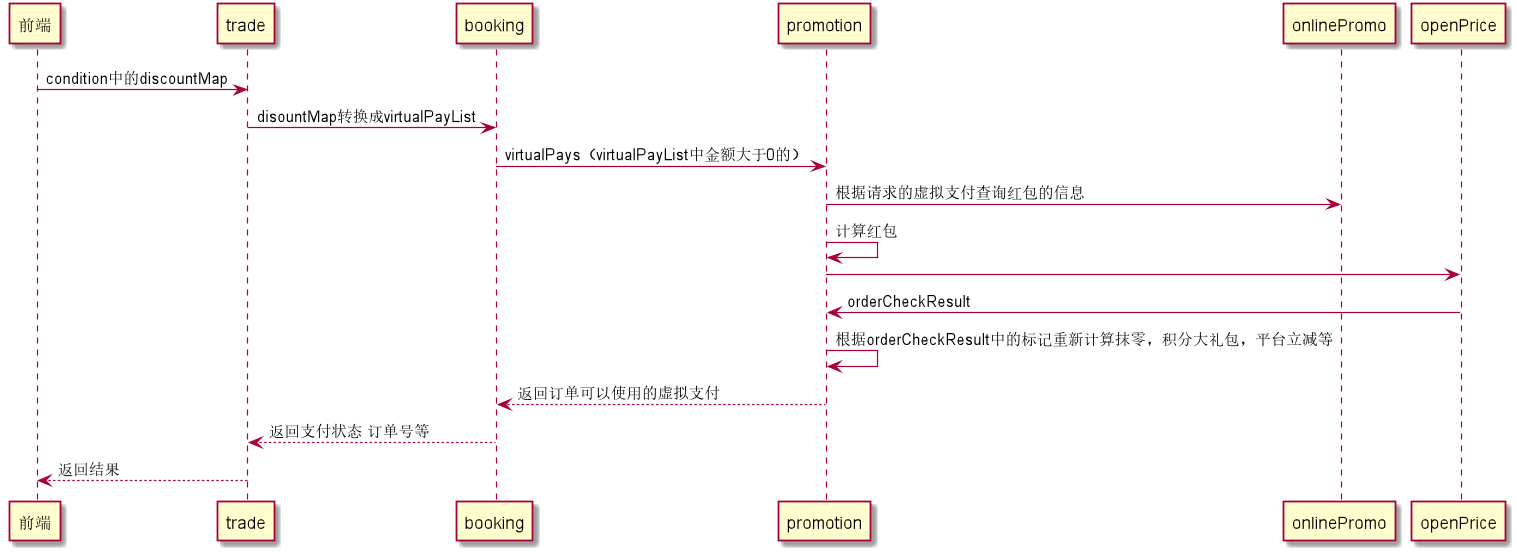 前端 trade booking promotion onlinePromo openPrice
condition中的discountMap
disountMap转换成virtualPayList
virtualPays（virtualPayList中金额大于0的）
根据请求的虚拟支付查询红包的信息
计算红包
orderCheckResult
根据orderCheckResult中的标记重新计算抹零，积分大礼包，平台立减等
返回订单可以使用的虚拟支付
返回支付状态 订单号等
返回结果
前端 trade booking promotion onlinePromo openPrice